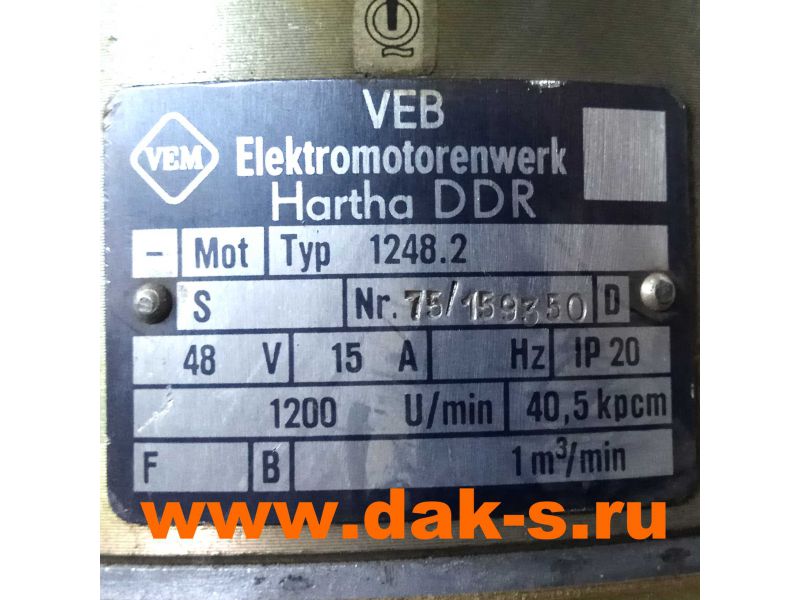 VEB
VEM Elektromotorenwerk
Hartha DDR
– Mot Typ 1248.2
S Nr. 75/159350 D
48 V 15 A Hz IP 20
1200 U/min 40,5 kpcm
F B 1 m³/min
www.dak-s.ru